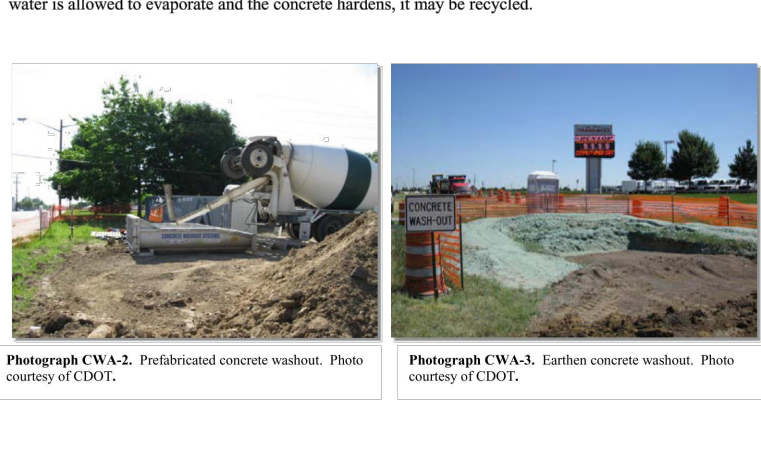 water is allowed to evaporate and the concrete hardens, it may be recycled.
CONCRETE WASHOUT SYSTEMS
CONCRETE
WASH-OUT
Photograph CWA-2. Prefabricated concrete washout. Photo
courtesy of CDOT.
Photograph CWA-3. Earthen concrete washout. Photo
courtesy of CDOT.